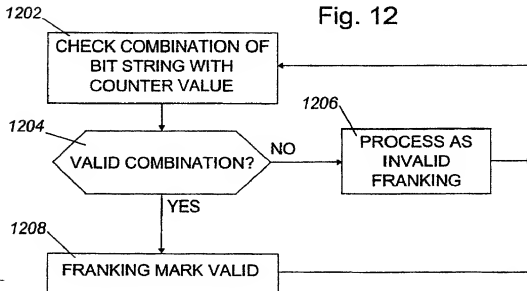 Fig. 12
1202
CHECK COMBINATION OF
BIT STRING WITH
COUNTER VALUE
1204
VALID COMBINATION?
NO
1206
PROCESS AS
INVALID
FRANKING
YES
1208
FRANKING MARK VALID